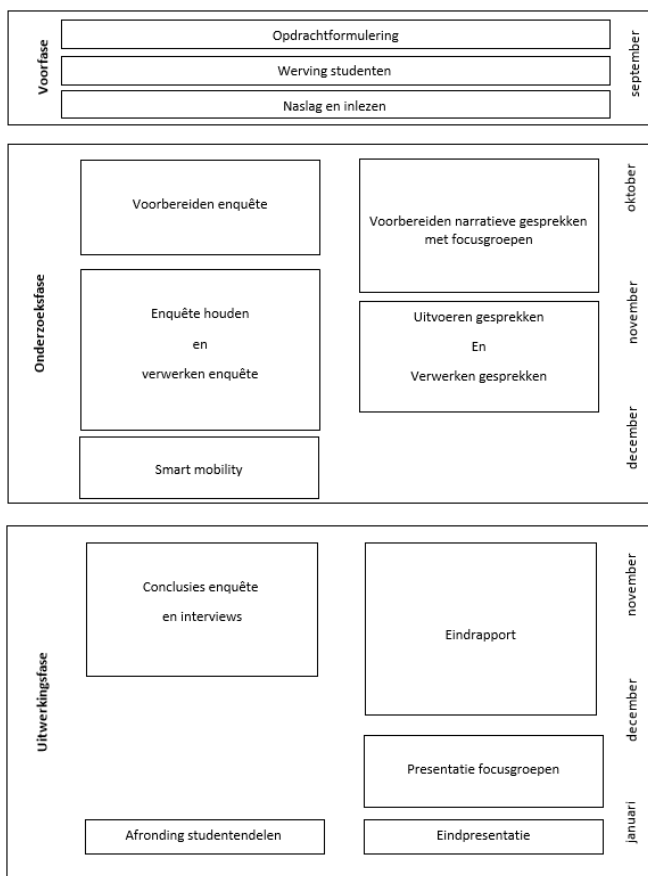 Voorfase
Opdrachtformulering
Werving studenten
Naslag en inlezen
september
Onderzoeksfase
Voorbereiden enquête
Voorbereiden narratieve gesprekken
met focusgroepen
oktober
Enquête houden
en
verwerken enquête
Uitvoeren gesprekken
En
Verwerken gesprekken
november
Smart mobility
december
Uitwerkingsfase
Conclusies enquête
en interviews
Eindrapport
november
december
Presentatie focusgroepen
Afronding studentendelen
Eindpresentatie
januari